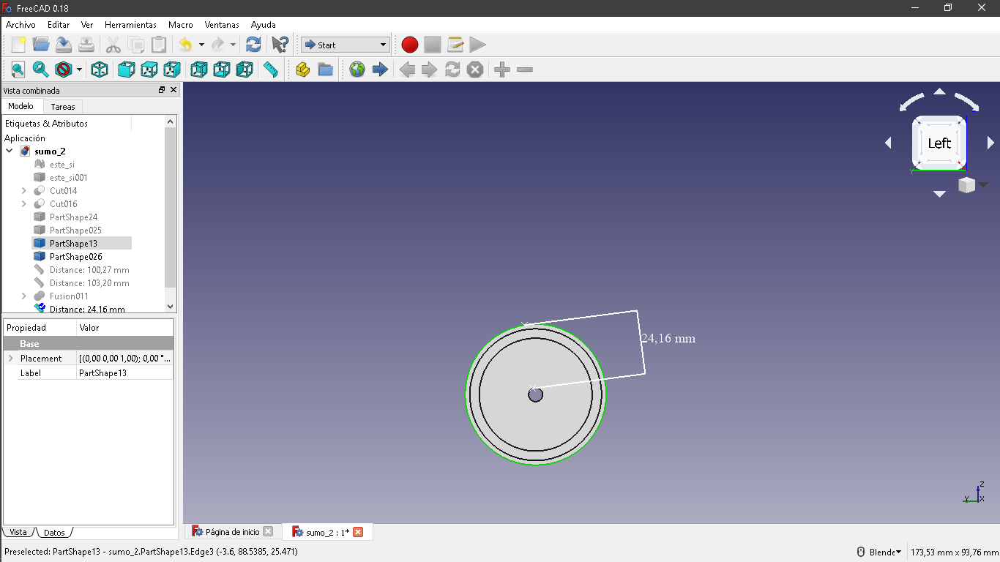 FreeCAD 0.18
Archivo Editar Ver Herramientas Macro Ventanas Ayuda
Start
Vista combinada
Modelo Tareas
Etiquetas & Atributos
Aplicación
sumo_2
este_si
este_si001
Cut014
Cut016
PartShape24
PartShape025
PartShape13
PartShape026
Distance: 100,27 mm
Distance: 103,20 mm
Fusion011
Distance: 24,16 mm
Propiedad Valor
Base
Placement [(0,00 0,00 1,00); 0,00 °...
Label PartShape13
Vista Datos
Left
Y
24,16 mm
Z
Y X
Página de inicio
sumo_2 : 1*
Preselected: PartShape13 - sumo_2.PartShape13.Edge3 (-3.6, 88.5385, 25.471)
Blende
173,53 mm x 93,76 mm